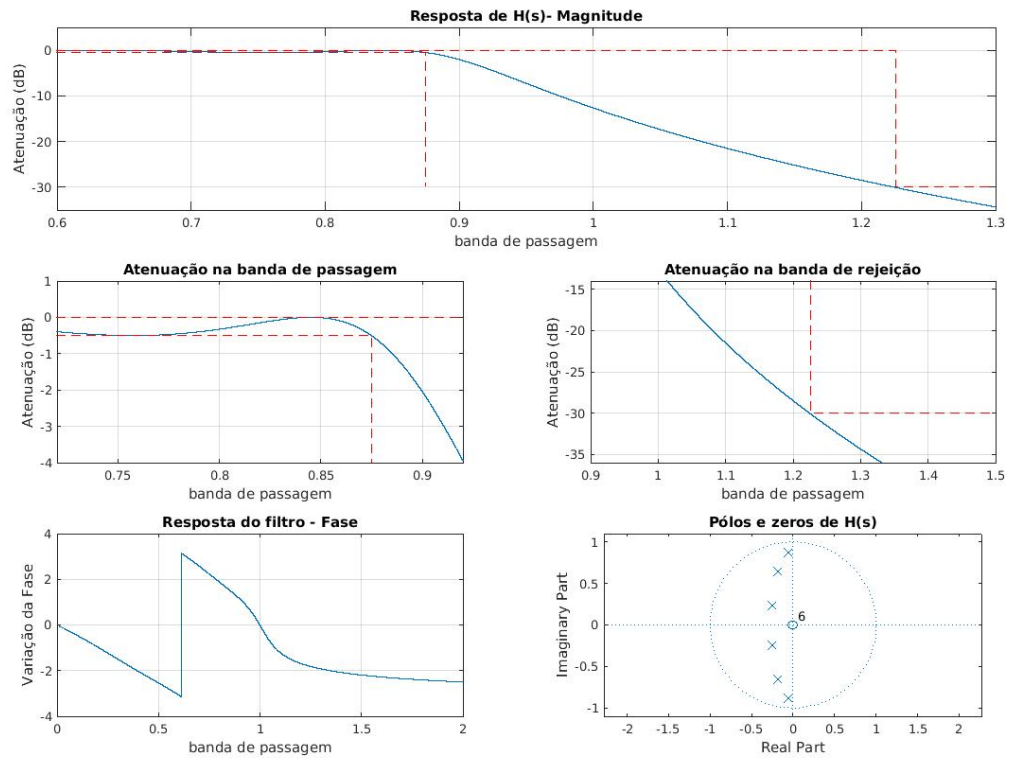 Resposta de H(s)- Magnitude
Atenuação (dB)
0
-10
-20
-30
0.6 0.7 0.8 0.9 1 1.1 1.2 1.3
banda de passagem
Atenuação na banda de passagem
Atenuação (dB)
1
0
-1
-2
-3
-4
0.75 0.8 0.85 0.9
banda de passagem
Atenuação na banda de rejeição
Atenuação (dB)
-15
-20
-25
-30
-35
0.9 1 1.1 1.2 1.3 1.4 1.5
banda de passagem
Resposta do filtro - Fase
Variação da Fase
4
2
0
-2
-4
0 0.5 1 1.5 2
banda de passagem
Pólos e zeros de H(s)
Imaginary Part
1
0.5
0
-0.5
-1
6
-2 -1.5 -1 -0.5 0 0.5 1 1.5 2
Real Part